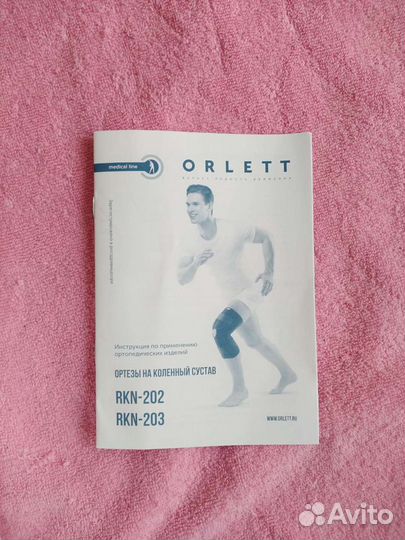 medical line
ORLETT
Инструкция по применению
ортопедических изделий
ОРТЕЗЫ НА КОЛЕННЫЙ СУСТАВ
RKN-202
RKN-203
WWW.ORLETT.RU
Avito